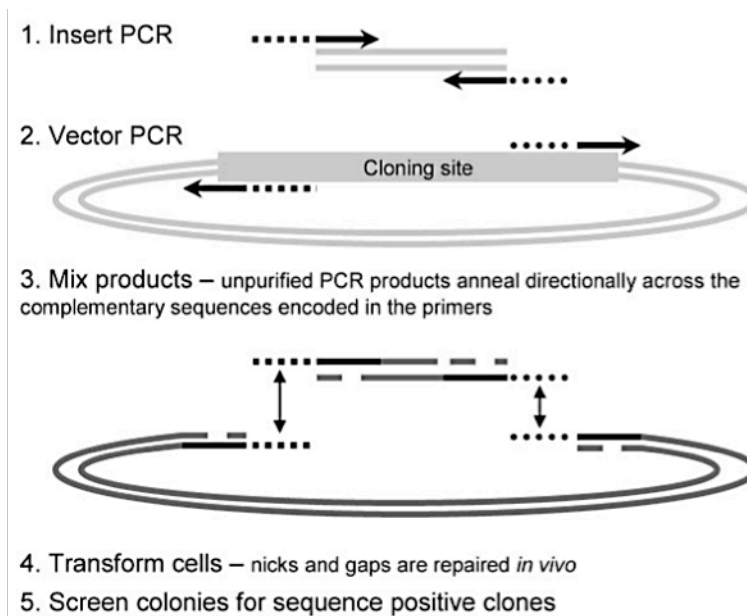 1. Insert PCR
2. Vector PCR
Cloning site
3. Mix products – unpurified PCR products anneal directionally across the
complementary sequences encoded in the primers
4. Transform cells – nicks and gaps are repaired in vivo
5. Screen colonies for sequence positive clones